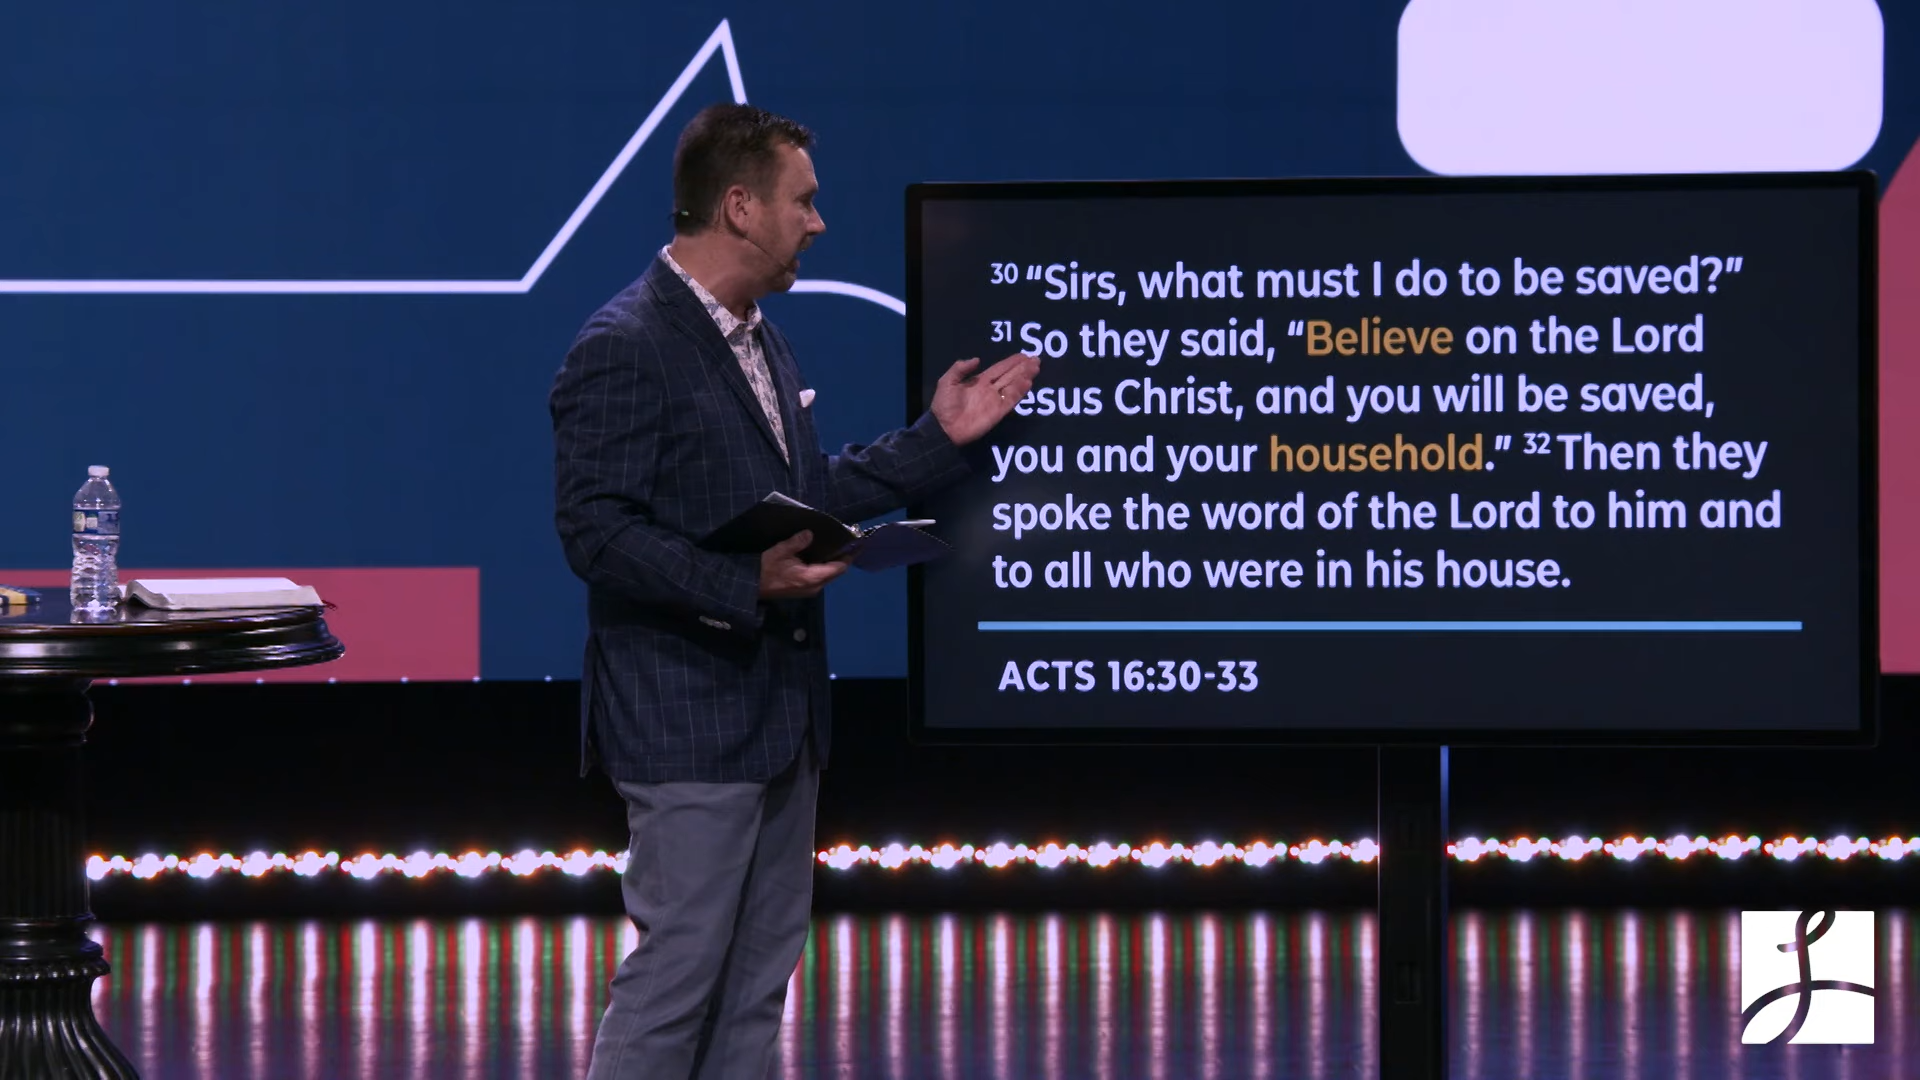 30 “Sirs, what must I do to be saved?”
31 So they said, “Believe on the Lord
esus Christ, and you will be saved,
you and your household.” 32 Then they
spoke the word of the Lord to him and
to all who were in his house.
ACTS 16:30-33